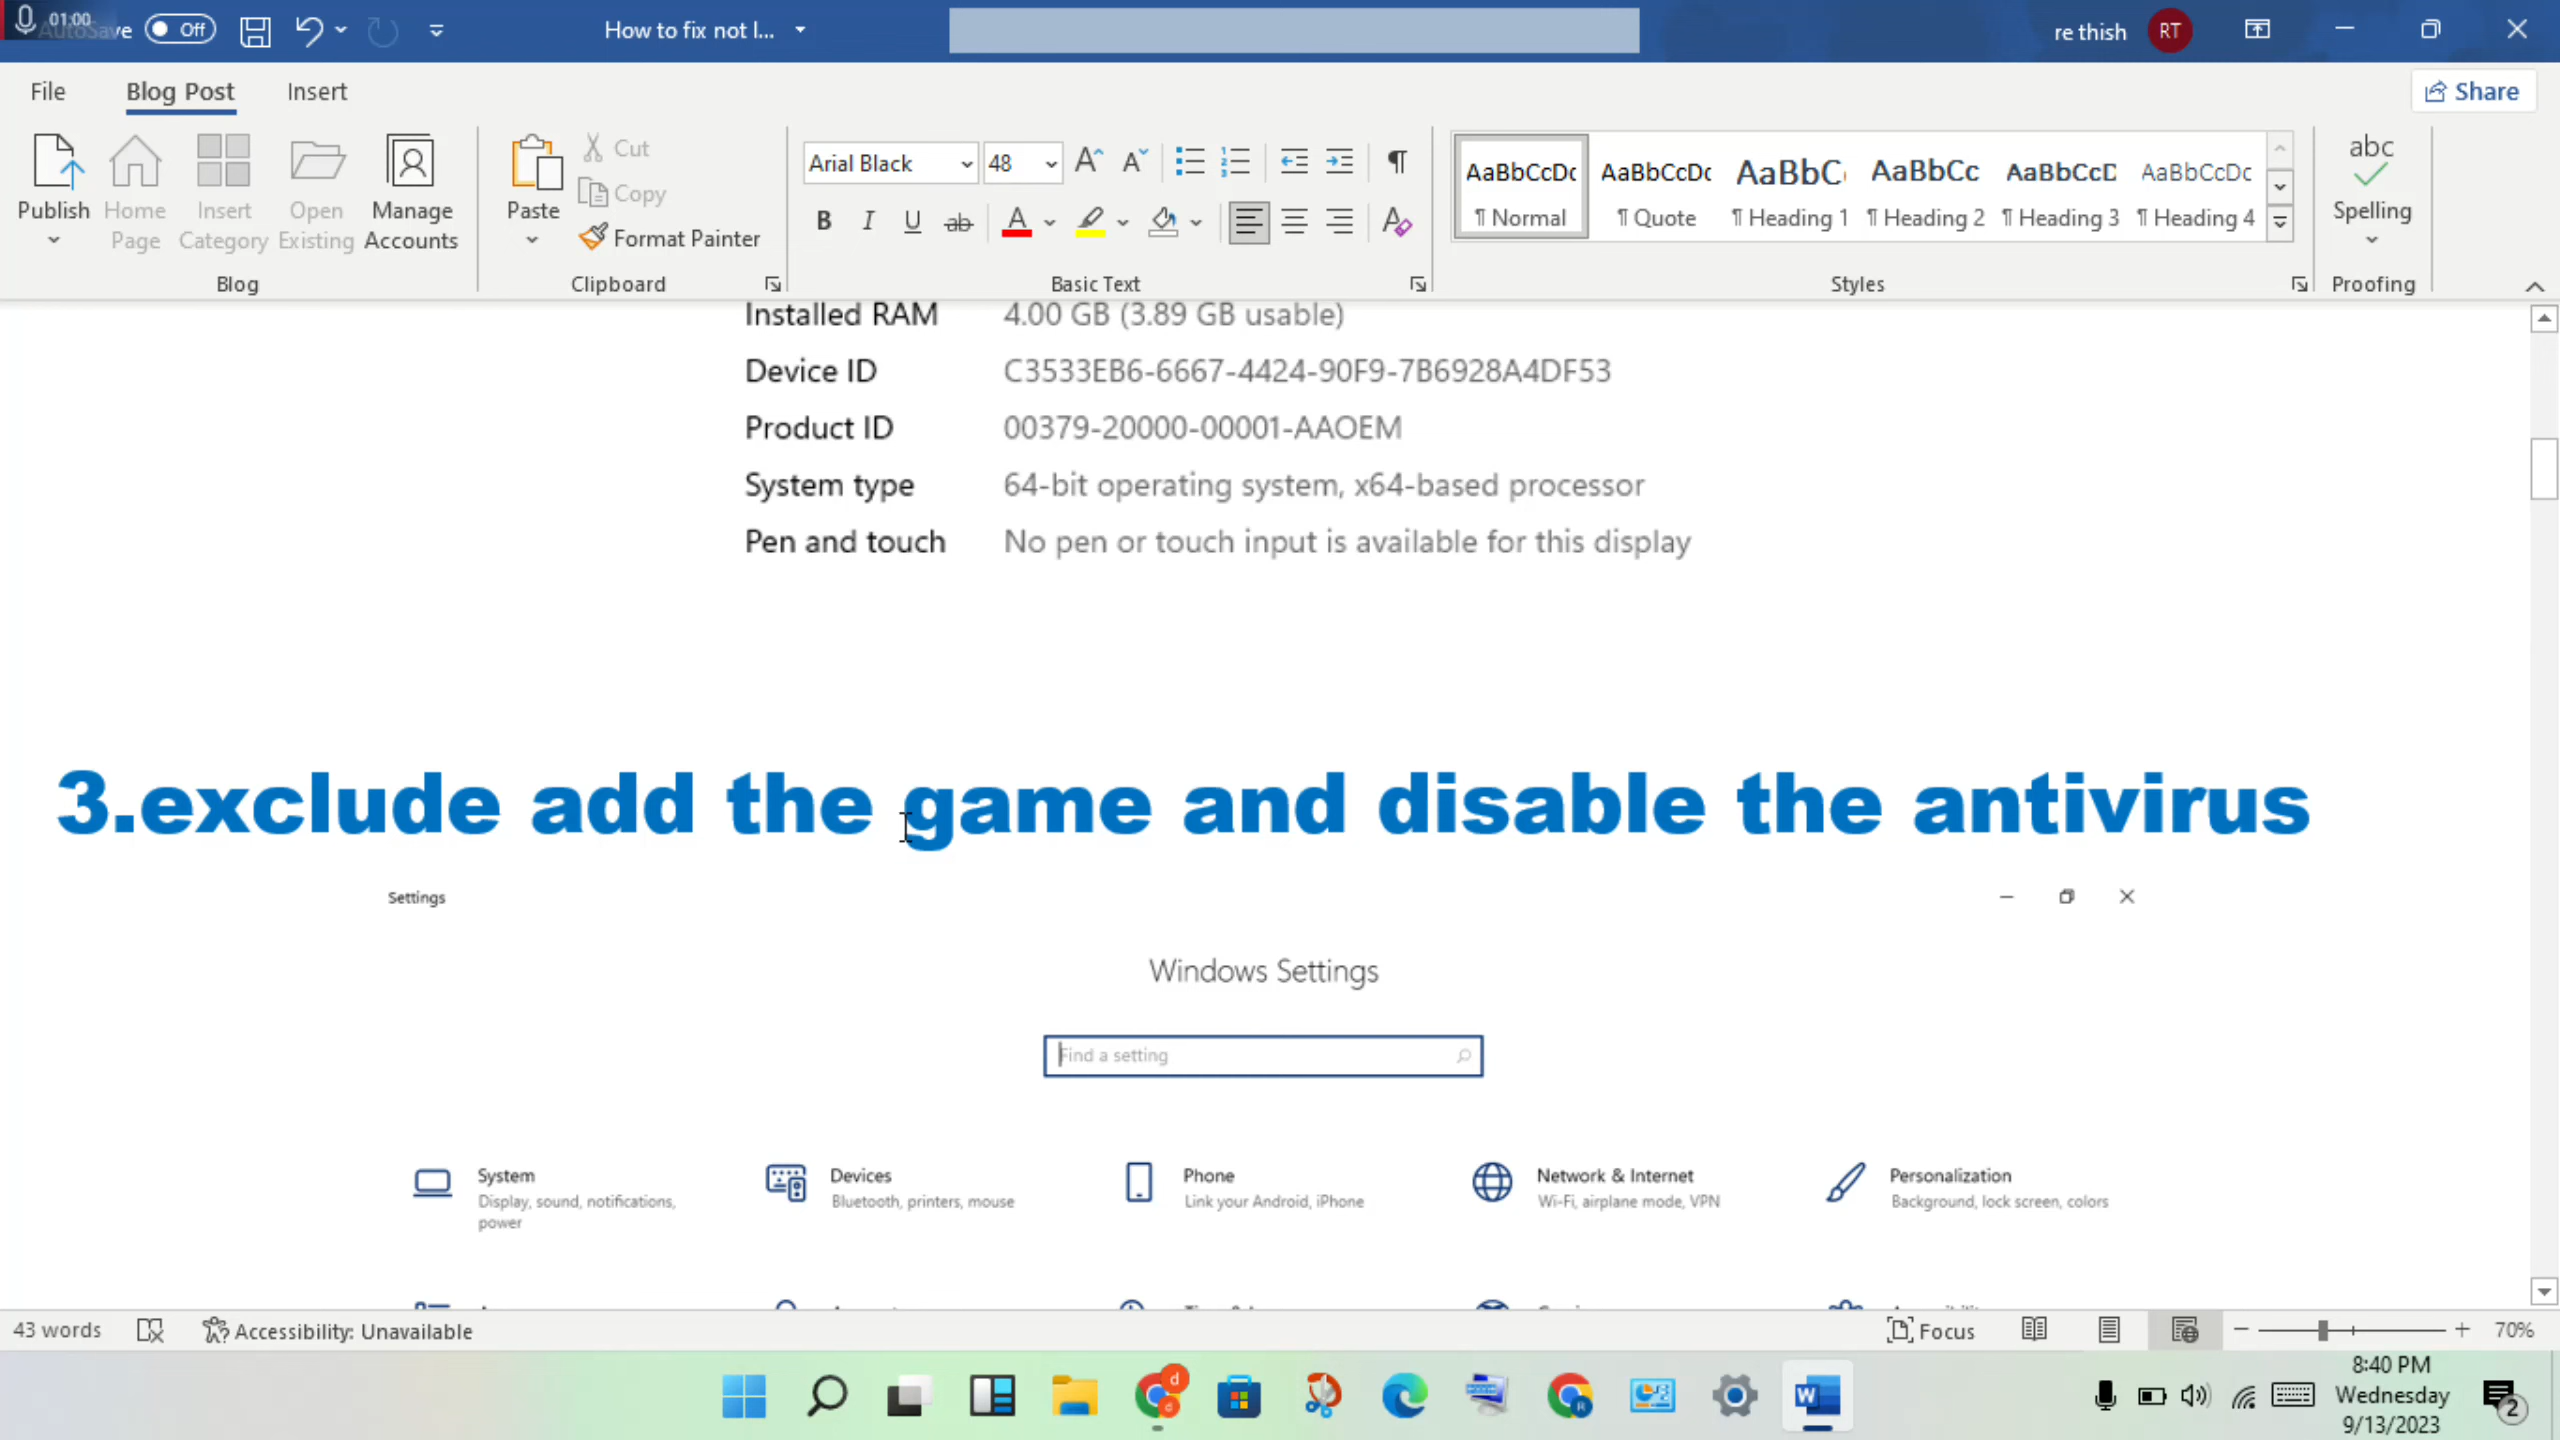 01:00
AutoSave Off
How to fix not l...
re thish
RT
File
Blog Post
Insert
Share
Publish
Home Page
Insert Category
Open Existing
Manage Accounts
Blog
Paste
Cut
Copy
Format Painter
Clipboard
Arial Black
48
Basic Text
AaBbCcDc
¶ Normal
AaBbCcDc
¶ Quote
AaBbC
¶ Heading 1
AaBbCc
¶ Heading 2
AaBbCcD
¶ Heading 3
AaBbCcDc
¶ Heading 4
Styles
abc
Spelling
Proofing
Installed RAM 4.00 GB (3.89 GB usable)
Device ID C3533EB6-6667-4424-90F9-7B6928A4DF53
Product ID 00379-20000-00001-AAOEM
System type 64-bit operating system, x64-based processor
Pen and touch No pen or touch input is available for this display
3.exclude add the game and disable the antivirus
Settings
Windows Settings
Find a setting
System
Display, sound, notifications,
power
Devices
Bluetooth, printers, mouse
Phone
Link your Android, iPhone
Network & Internet
Wi-Fi, airplane mode, VPN
Personalization
Background, lock screen, colors
43 words
Accessibility: Unavailable
Focus
70%
8:40 PM
Wednesday
9/13/2023
2